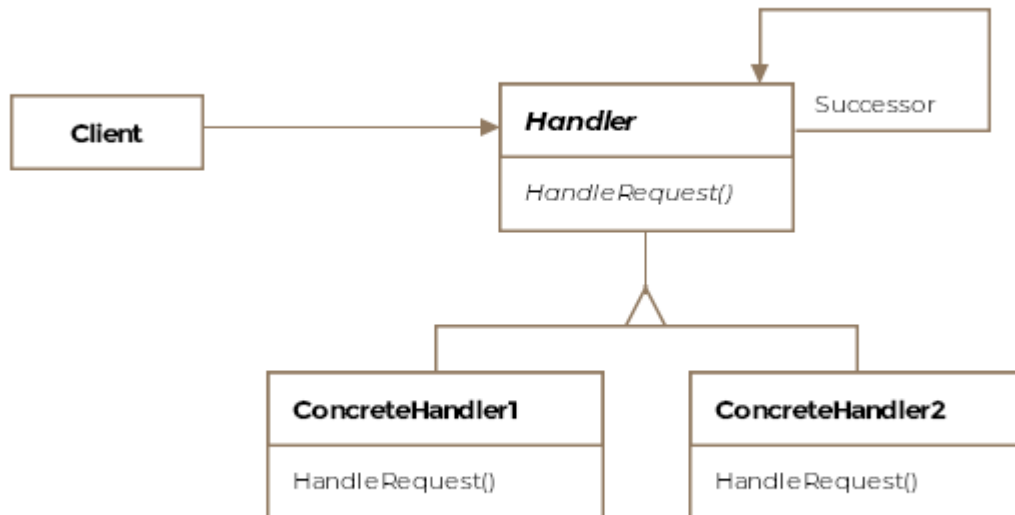 Client
Handler
Successor
HandleRequest()
ConcreteHandler1
ConcreteHandler2
HandleRequest()
HandleRequest()